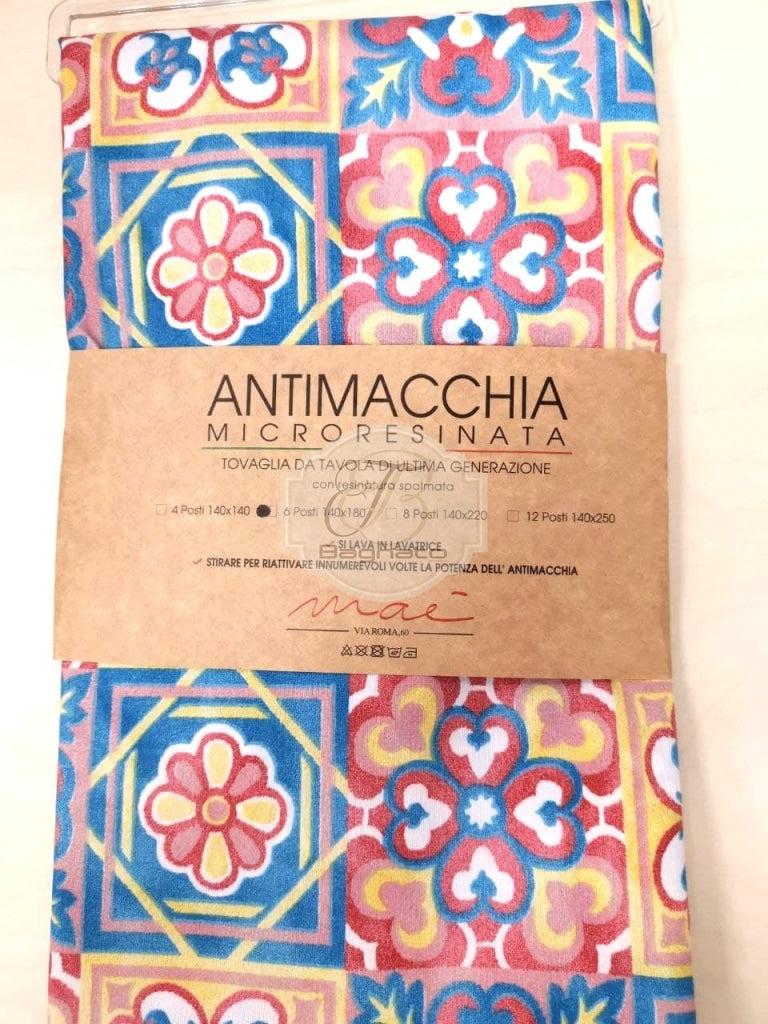 ANTIMACCHIA
MICRORESINATA
TOVAGLIA DA TAVOLA DI ULTIMA GENERAZIONE
con resinatura spalmata
4 Posti 140x140 6 Posti 140x180 8 Posti 140x220 12 Posti 140x250
✓ SI LAVA IN LAVATRICE
Bagnato
✓ STIRARE PER RIATTIVARE INNUMEREVOLI VOLTE LA POTENZA DELL' ANTIMACCHIA
maè
VIA ROMA, 60